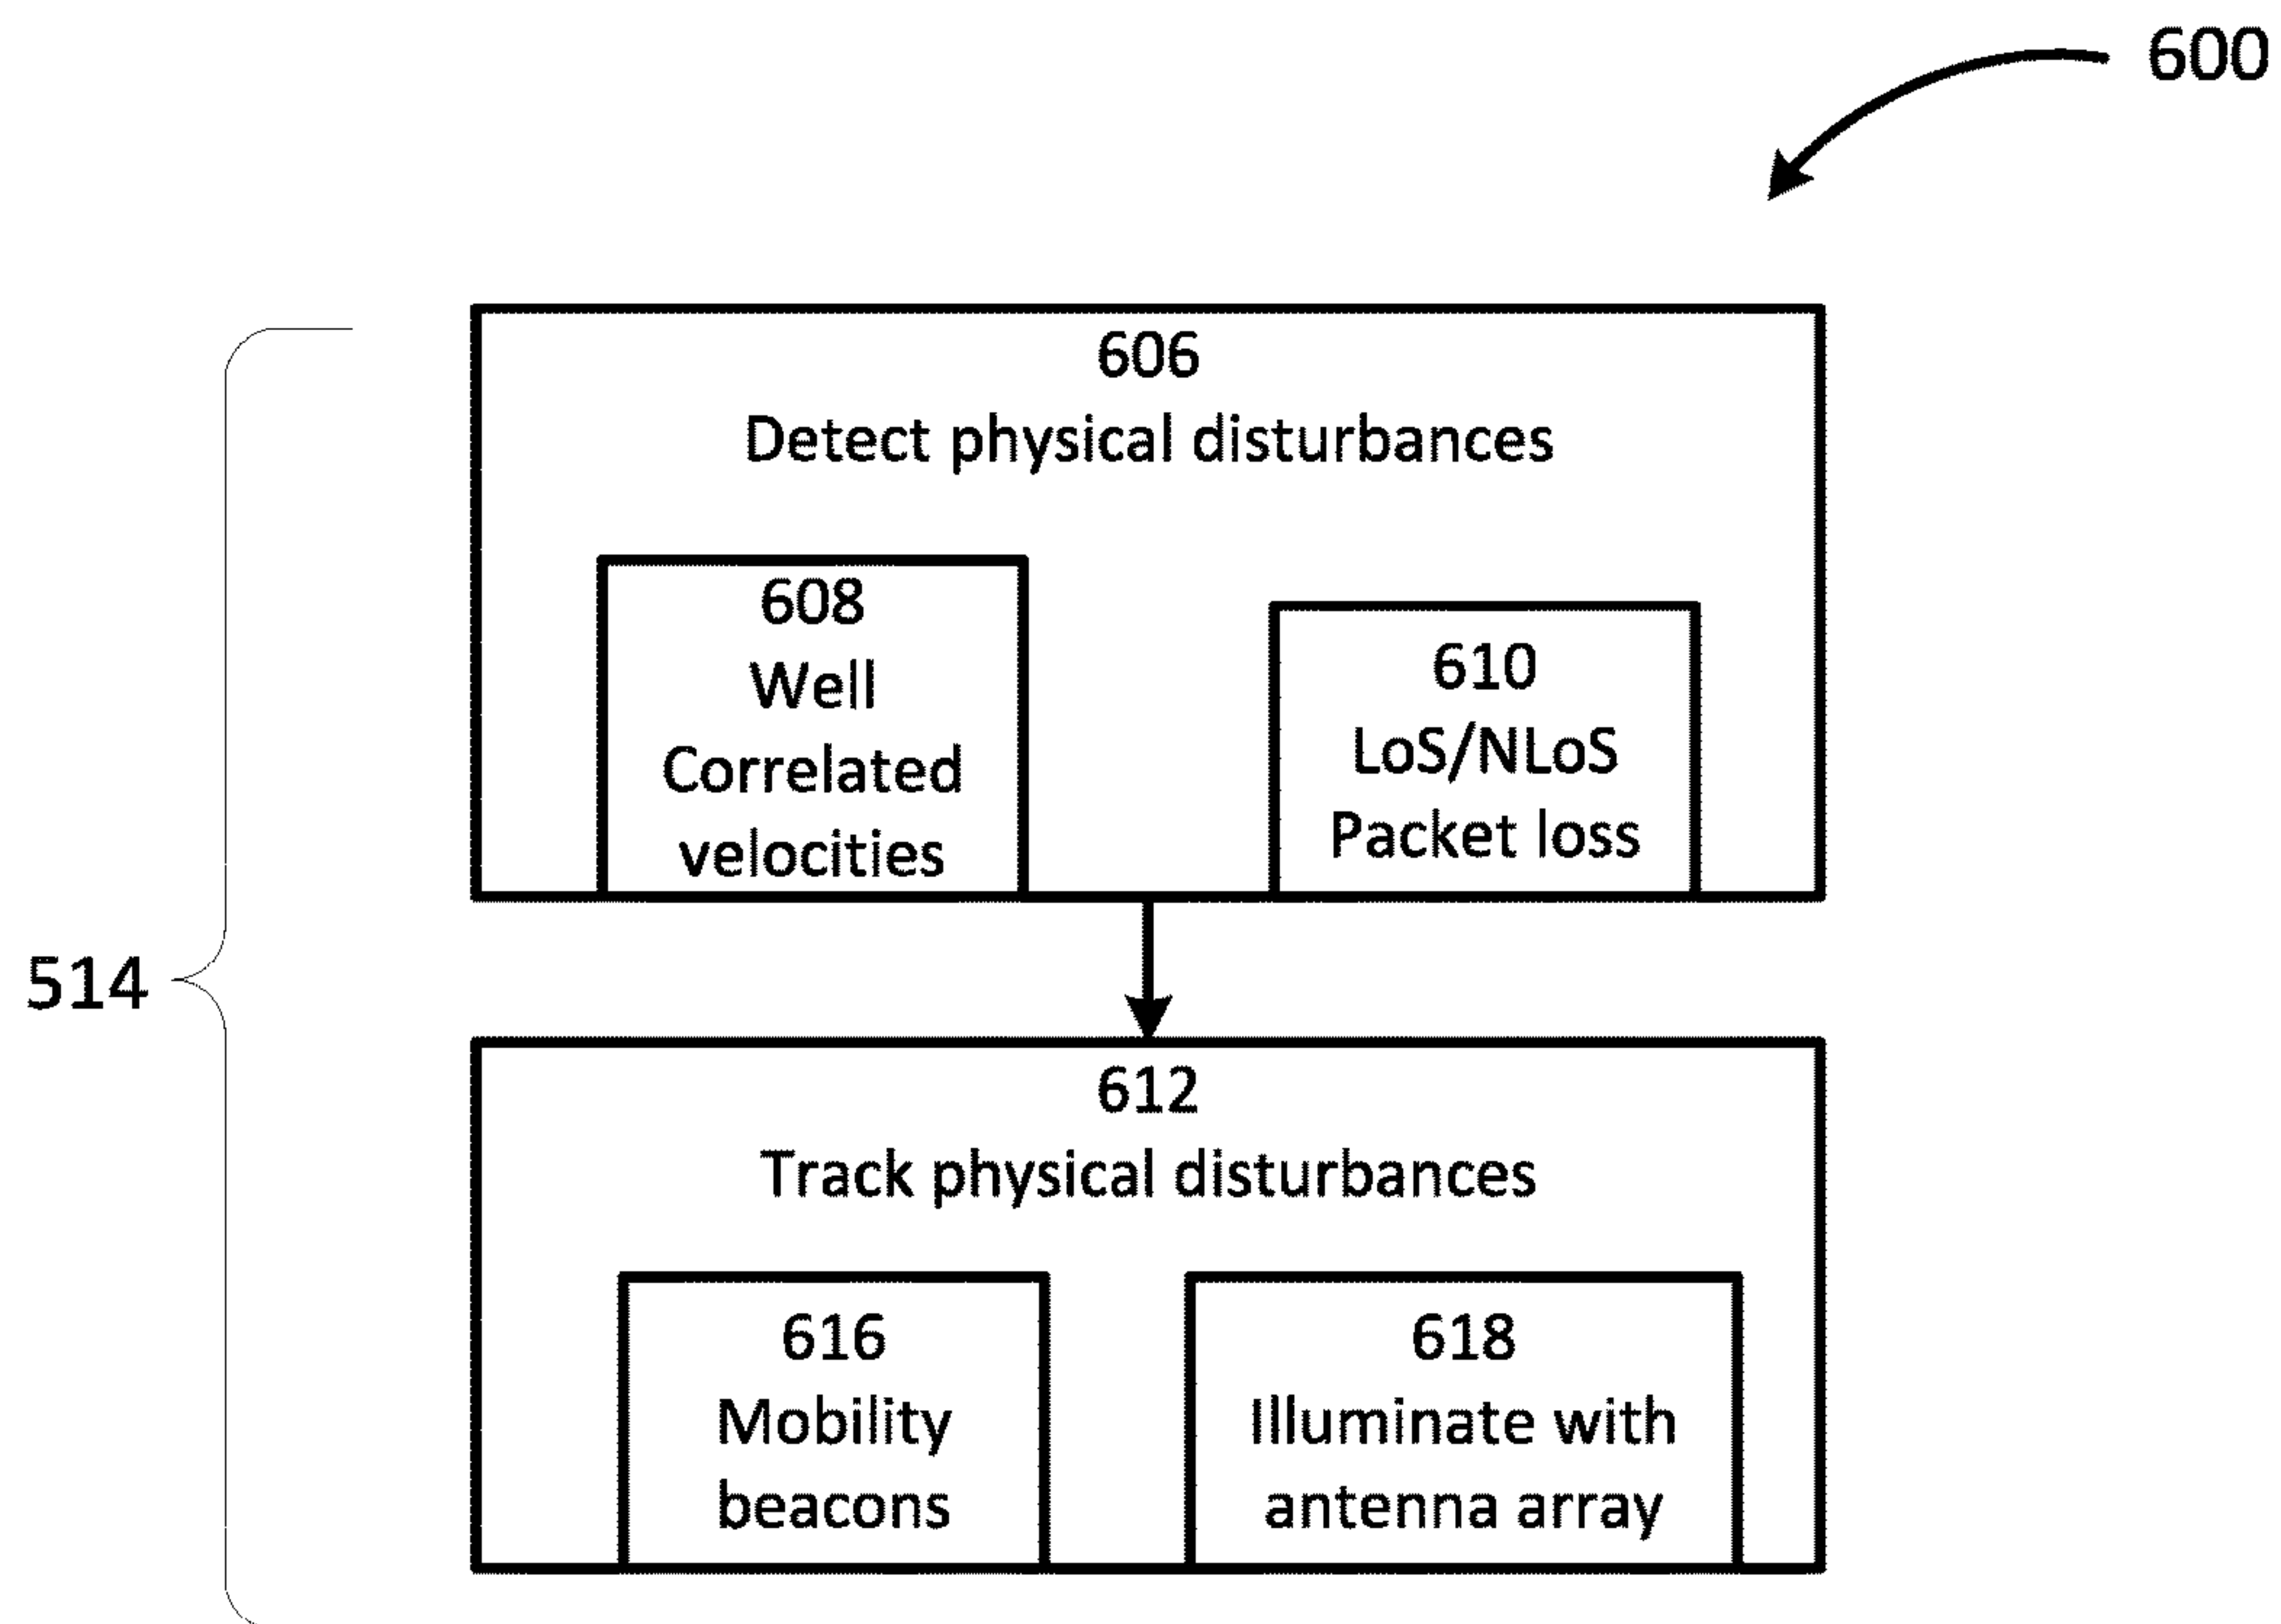 600
606
Detect physical disturbances
608
Well
Correlated
velocities
610
LoS/NLoS
Packet loss
514
612
Track physical disturbances
616
Mobility
beacons
618
Illuminate with
antenna array